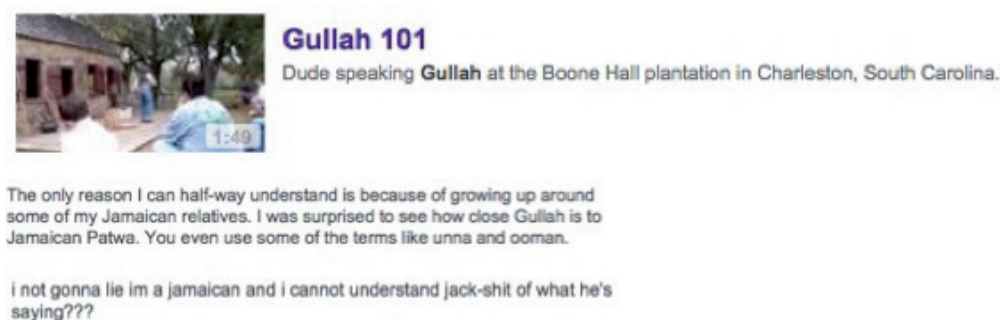 Gullah 101
Dude speaking Gullah at the Boone Hall plantation in Charleston, South Carolina.
1:49
The only reason I can half-way understand is because of growing up around
some of my Jamaican relatives. I was surprised to see how close Gullah is to
Jamaican Patwa. You even use some of the terms like unna and ooman.
i not gonna lie im a jamaican and i cannot understand jack-shit of what he's
saying???